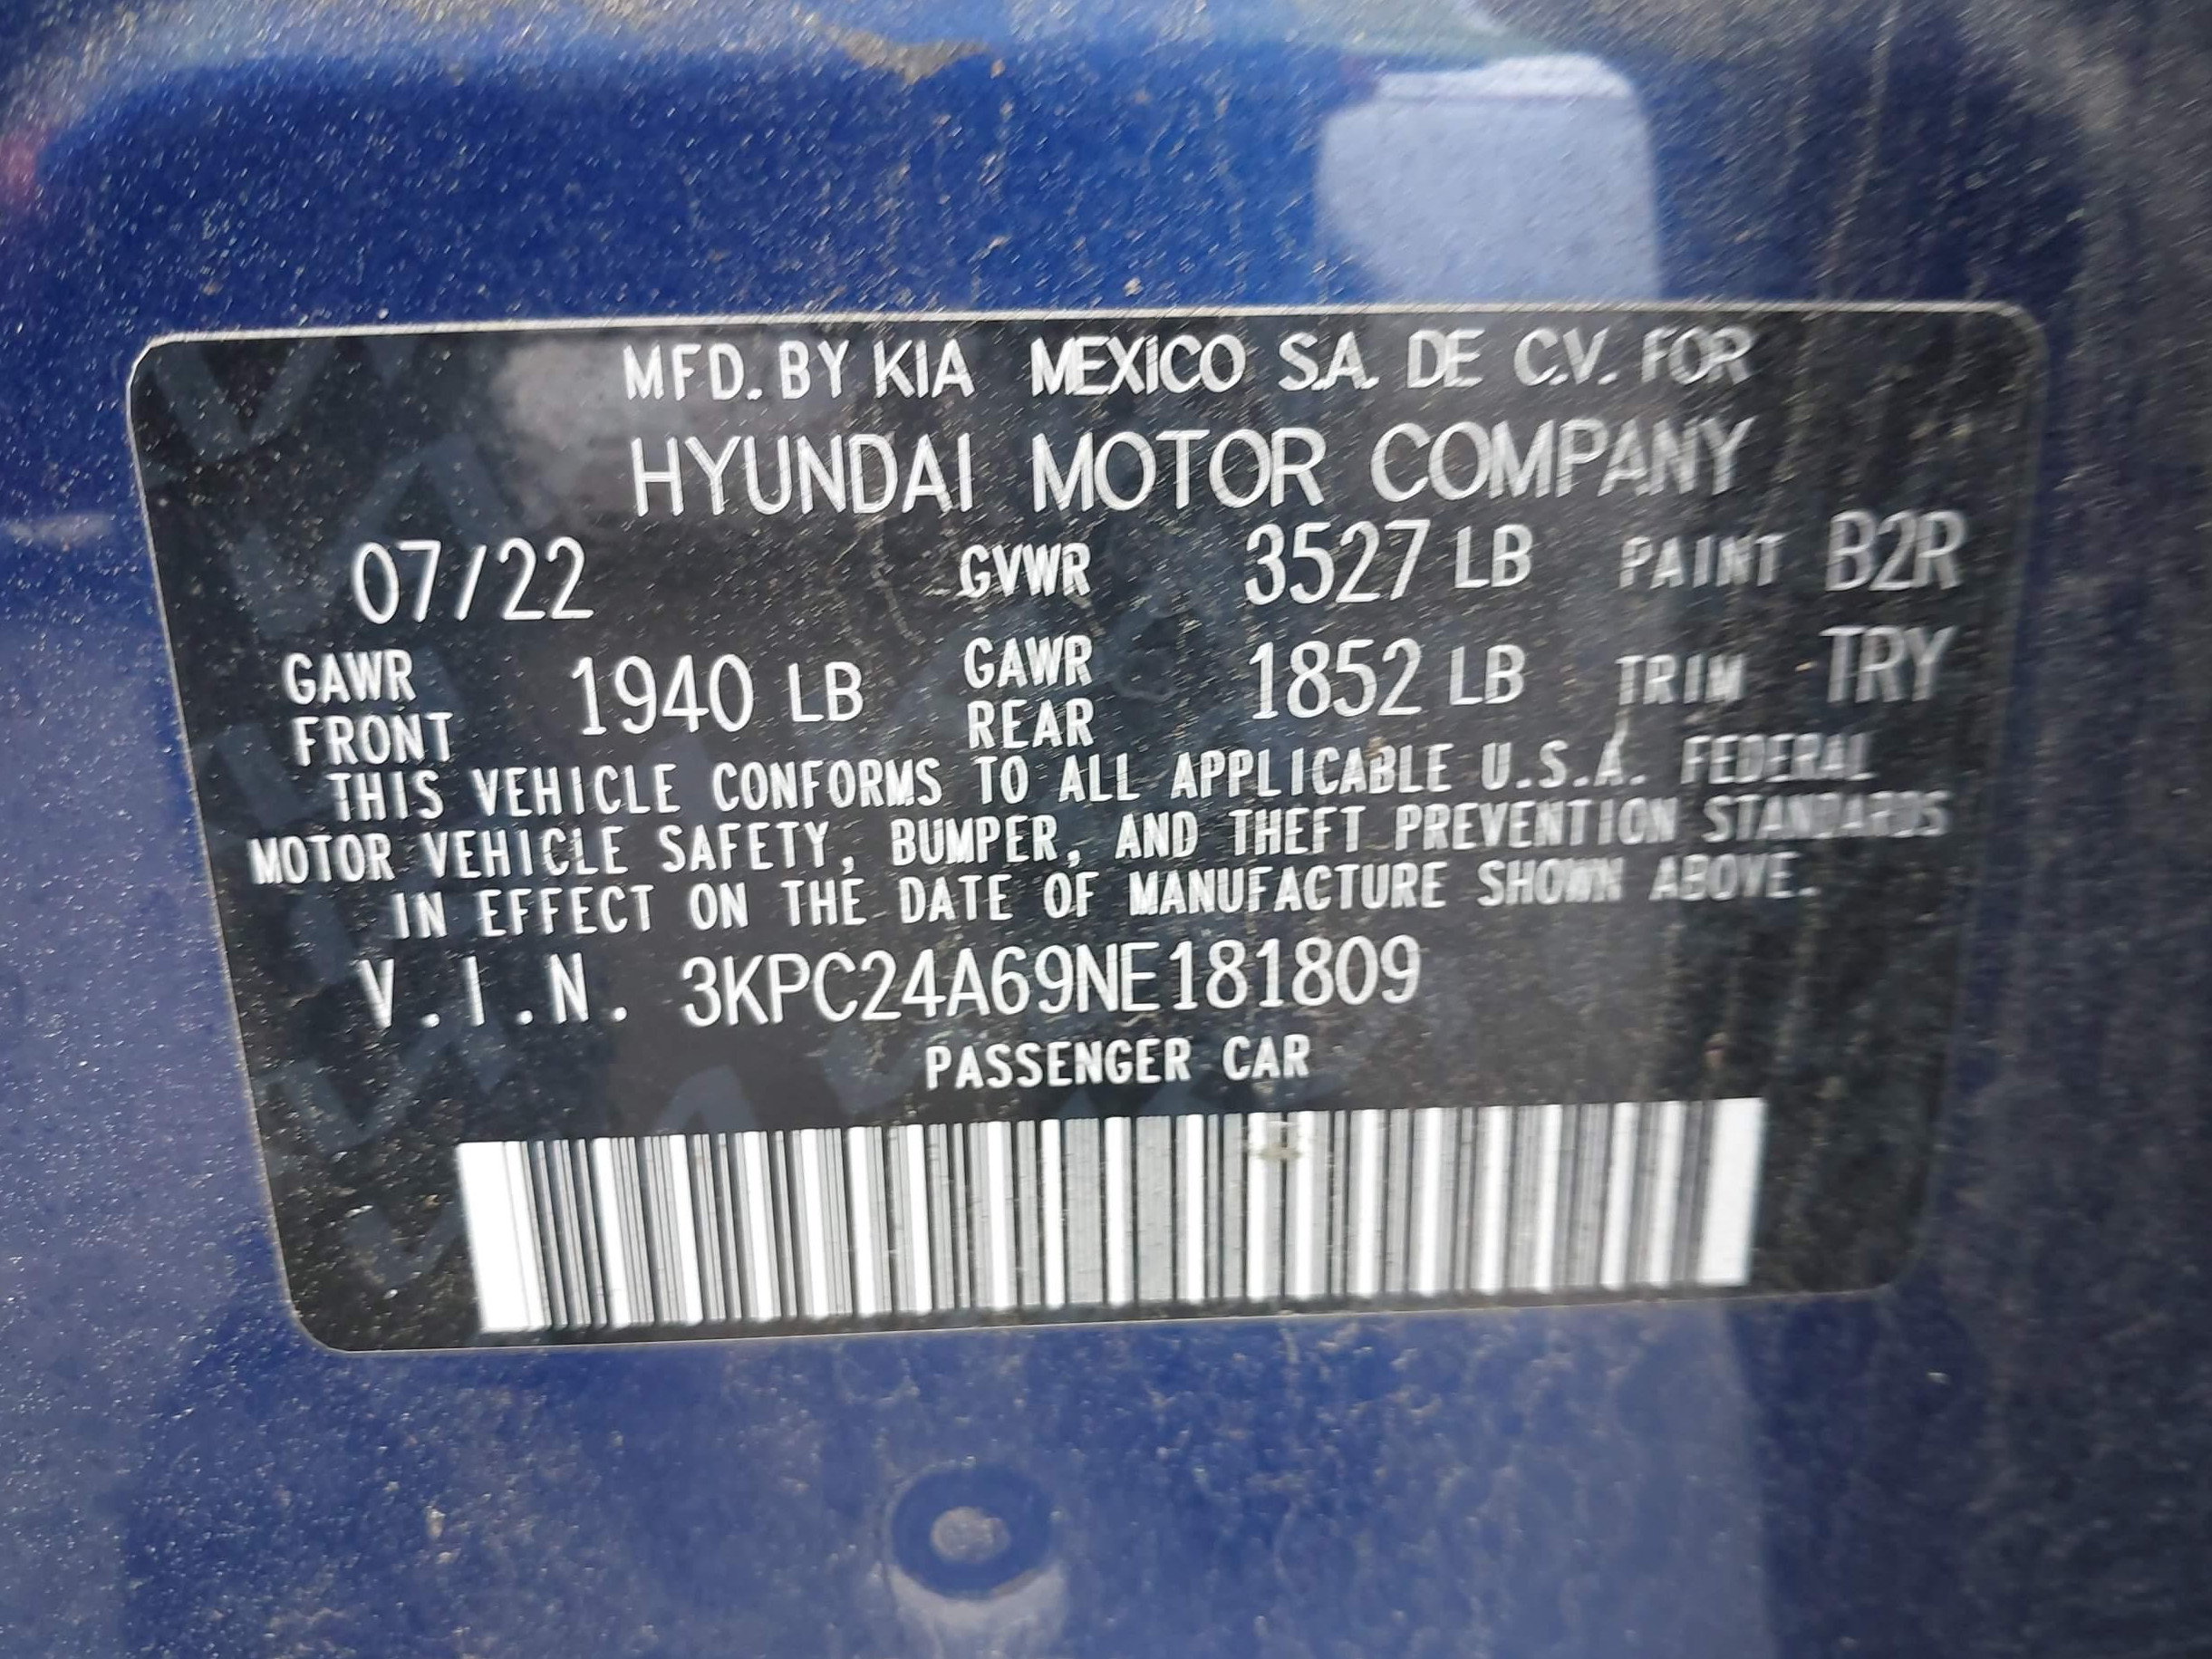 MFD. BY KIA MEXICO S.A. DE C.V. FOR
HYUNDAI MOTOR COMPANY
07/22 GVWR 3527 LB PAINT B2R
GAWR FRONT 1940 LB GAWR REAR 1852 LB TRIM TRY
THIS VEHICLE CONFORMS TO ALL APPLICABLE U.S.A. FEDERAL
MOTOR VEHICLE SAFETY, BUMPER, AND THEFT PREVENTION STANDARDS
IN EFFECT ON THE DATE OF MANUFACTURE SHOWN ABOVE.
V.I.N. 3KPC24A69NE181809
PASSENGER CAR